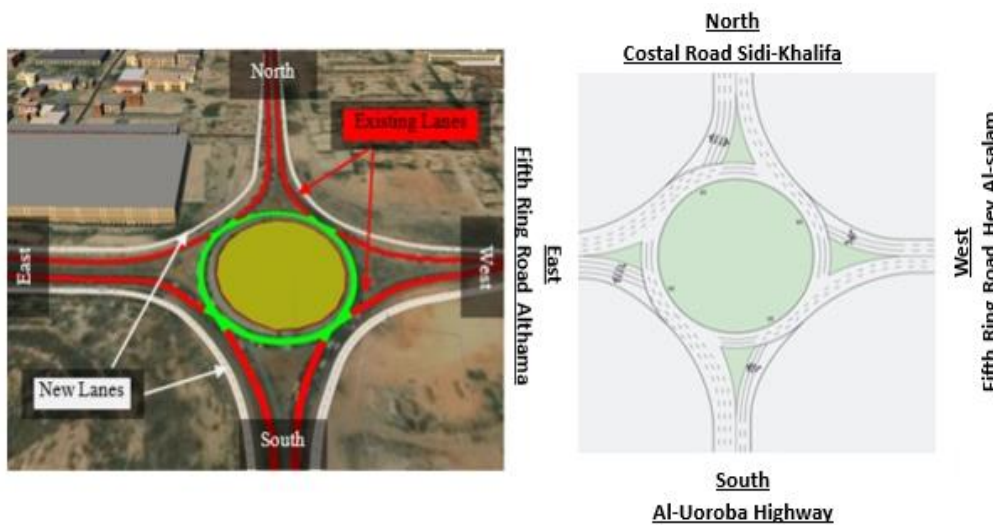 North
Existing Lanes
East
West
New Lanes
South
North
Costal Road Sidi-Khalifa
East
Fifth Ring Road Althama
West
Fifth Ring Road Hey Al-salam
South
Al-Uoroba Highway